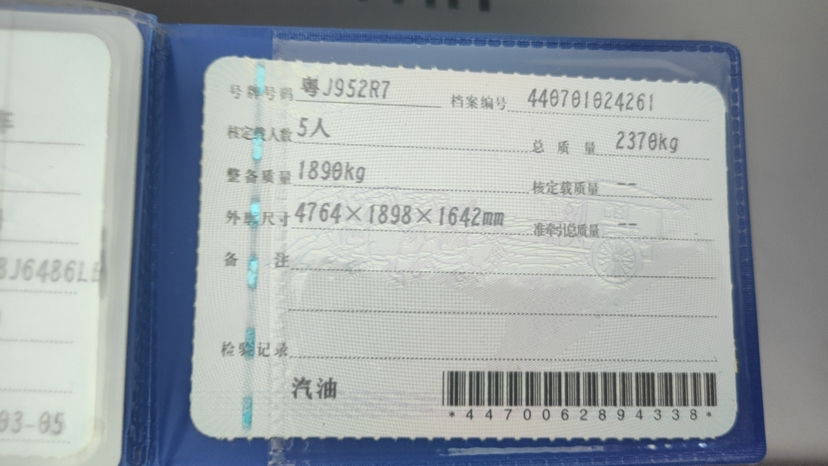 车
BJ6486LE
03-05
号牌号码 粤J952R7 档案编号 440701024261
核定载人数 5人 总质量 2370kg
整备质量 1890kg 核定载质量 --
外廓尺寸 4764×1898×1642mm 准牵引总质量 --
备注
检验记录
汽油
*4470062894338*